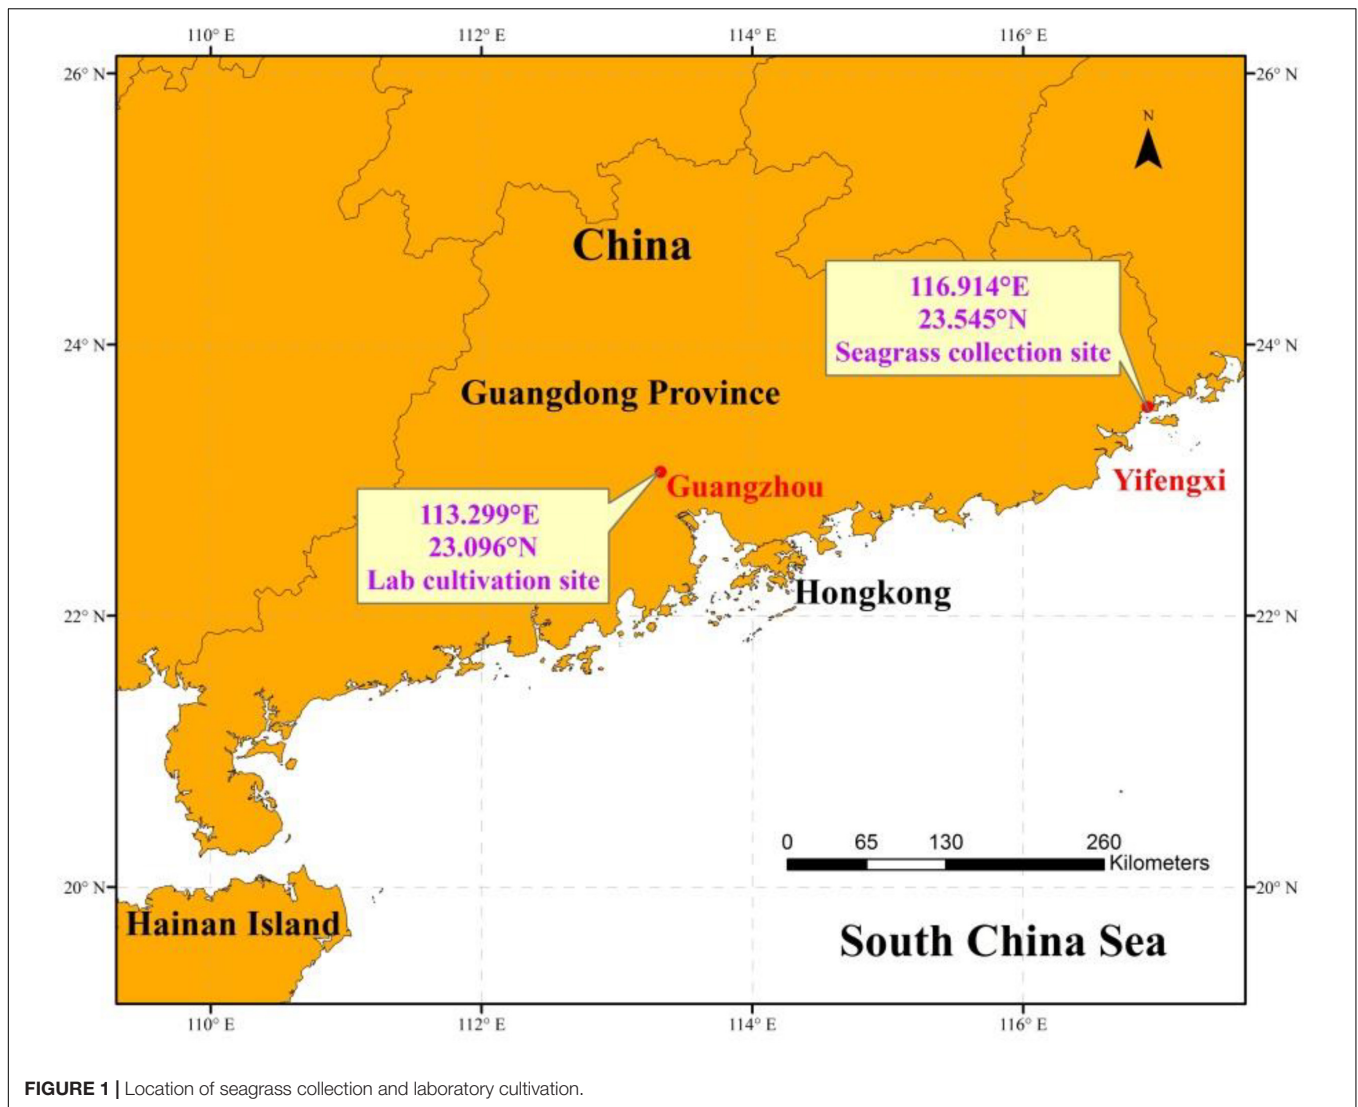 110° E 112° E 114° E 116° E
26° N 26° N
N
China
116.914°E
23.545°N
Seagrass collection site
24° N 24° N
Guangdong Province
Yifengxi
Guangzhou
113.299°E
23.096°N
Lab cultivation site
Hongkong
22° N 22° N
0 65 130 260
Kilometers
20° N 20° N
Hainan Island
South China Sea
110° E 112° E 114° E 116° E
FIGURE 1 | Location of seagrass collection and laboratory cultivation.